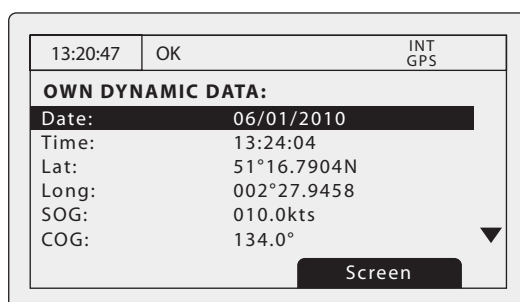 13:20:47 OK INT
GPS
OWN DYNAMIC DATA:
Date: 06/01/2010
Time: 13:24:04
Lat: 51°16.7904N
Long: 002°27.9458
SOG: 010.0kts
COG: 134.0°
Screen